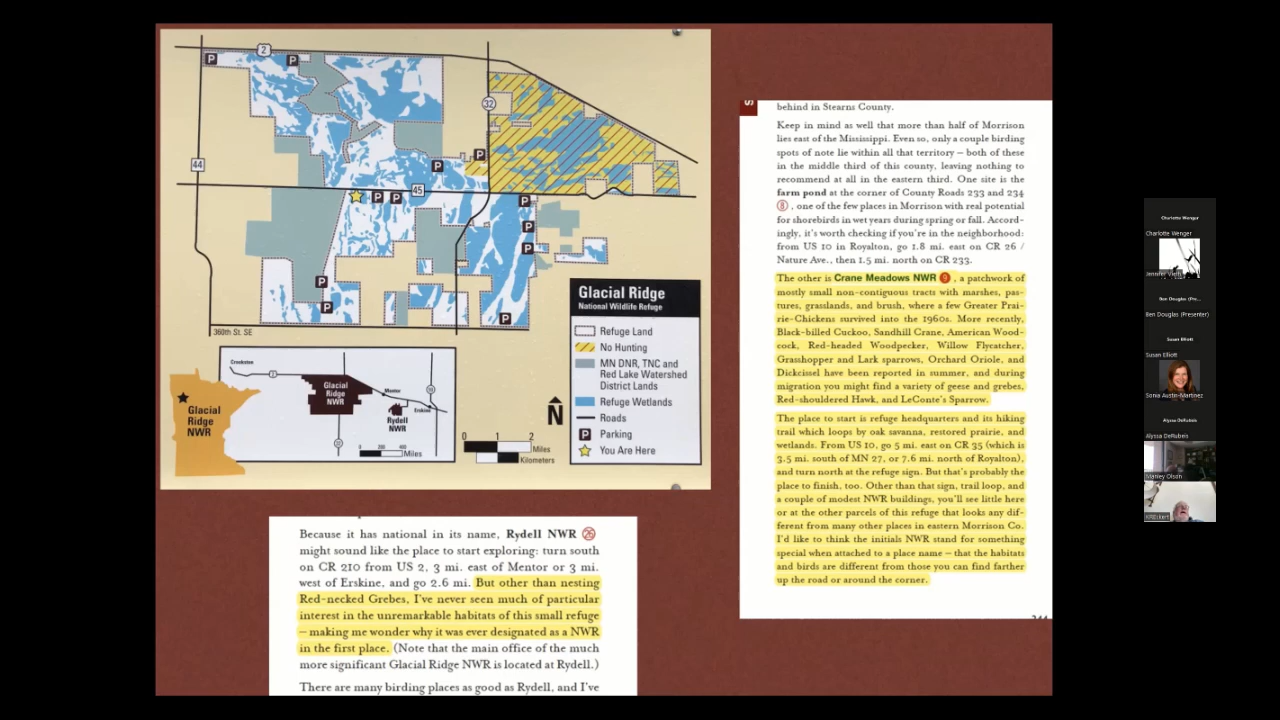 2
32
44
45
360th St. SE
Glacial Ridge
National Wildlife Refuge
Refuge Land
No Hunting
MN DNR, TNC and
Red Lake Watershed
District Lands
Refuge Wetlands
Roads
P Parking
You Are Here
N
0 1 2
Miles
Kilometers
Glacial
Ridge
NWR
Crookston
2
Glacial
Ridge
NWR
Mentor
Erskine
Rydell
NWR
Miles
P
P
P
P
P
P
P
P
P
P
P
P
Because it has national in its name, Rydell NWR 26
might sound like the place to start exploring: turn south
on CR 210 from US 2, 3 mi. east of Mentor or 3 mi.
west of Erskine, and go 2.6 mi. But other than nesting
Red-necked Grebes, I've never seen much of particular
interest in the unremarkable habitats of this small refuge
– making me wonder why it was ever designated as a NWR
in the first place. (Note that the main office of the much
more significant Glacial Ridge NWR is located at Rydell.)
There are many birding places as good as Rydell, and I've
S
behind in Stearns County.
Keep in mind as well that more than half of Morrison
lies east of the Mississippi. Even so, only a couple birding
spots of note lie within all that territory – both of these
in the middle third of this county, leaving nothing to
recommend at all in the eastern third. One site is the
farm pond at the corner of County Roads 233 and 234
8 , one of the few places in Morrison with real potential
for shorebirds in wet years during spring or fall. Accord-
ingly, it's worth checking if you're in the neighborhood:
from US 10 in Royalton, go 1.8 mi. east on CR 26 /
Nature Ave., then 1.5 mi. north on CR 233.
The other is Crane Meadows NWR 9 , a patchwork of
mostly small non-contiguous tracts with marshes, pas-
tures, grasslands, and brush, where a few Greater Prai-
rie-Chickens survived into the 1960s. More recently,
Black-billed Cuckoo, Sandhill Crane, American Wood-
cock, Red-headed Woodpecker, Willow Flycatcher,
Grasshopper and Lark sparrows, Orchard Oriole, and
Dickcissel have been reported in summer, and during
migration you might find a variety of geese and grebes,
Red-shouldered Hawk, and LeConte's Sparrow.
The place to start is refuge headquarters and its hiking
trail which loops by oak savanna, restored prairie, and
wetlands. From US 10, go 5 mi. east on CR 35 (which is
3.5 mi. south of MN 27, or 7.6 mi. north of Royalton),
and turn north at the refuge sign. But that's probably the
place to finish, too. Other than that sign, trail loop, and
a couple of modest NWR buildings, you'll see little here
or at the other parcels of this refuge that looks any dif-
ferent from many other places in eastern Morrison Co.
I'd like to think the initials NWR stand for something
special when attached to a place name – that the habitats
and birds are different from those you can find farther
up the road or around the corner.
Charlotte Wenger
Charlotte Wenger
Ben Douglas (Pre...
Ben Douglas (Presenter)
Susan Elliott
Susan Elliott
Sonia Austin-Martinez
Alyssa DeRubeis
Alyssa DeRubeis
Manley Olson